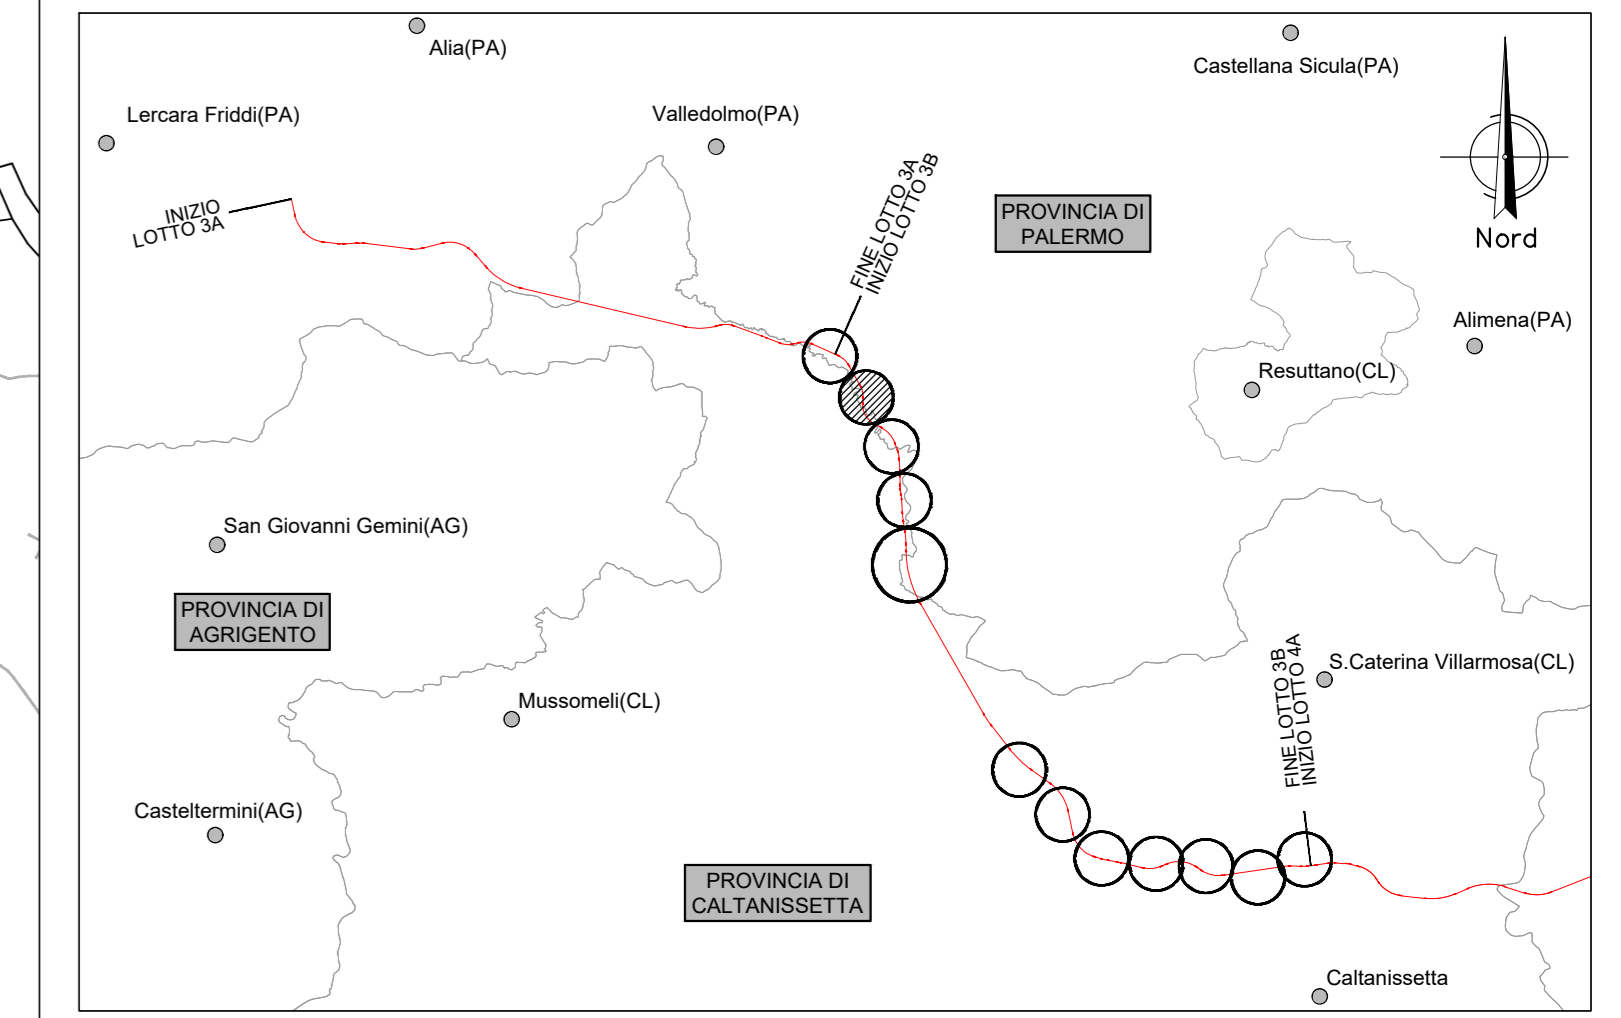 Alia(PA)
Castellana Sicula(PA)
Lercara Friddi(PA)
Valledolmo(PA)
INIZIO
LOTTO 3A
FINE LOTTO 3A
INIZIO LOTTO 3B
PROVINCIA DI
PALERMO
Nord
Alimena(PA)
Resuttano(CL)
San Giovanni Gemini(AG)
PROVINCIA DI
AGRIGENTO
Mussomeli(CL)
FINE LOTTO 3B
INIZIO LOTTO 4A
S.Caterina Villarmosa(CL)
Casteltermini(AG)
PROVINCIA DI
CALTANISSETTA
Caltanissetta